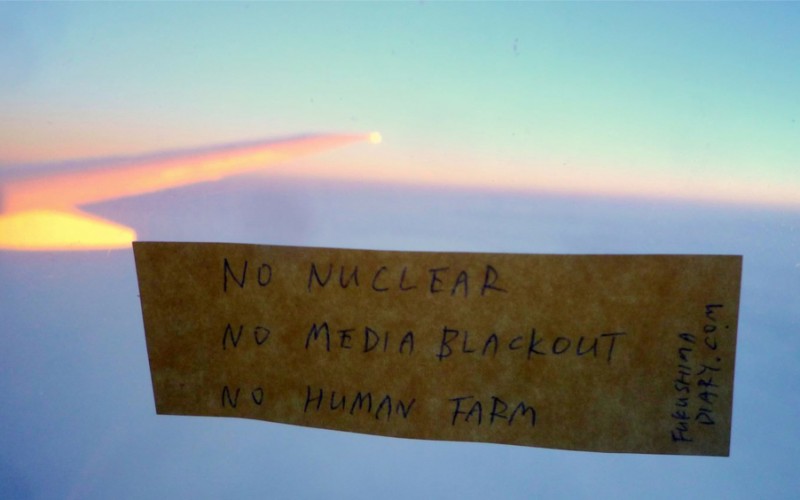 NO NUCLEAR
NO MEDIA BLACKOUT
NO HUMAN FARM
FUKUSHIMA
DIARY.COM